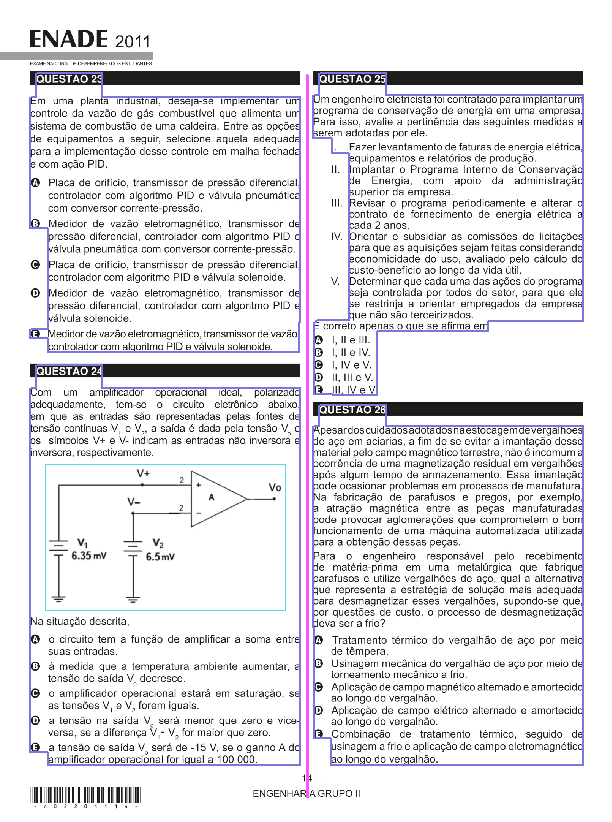 ENADE 2011
EXAME NACIONAL DE DESEMPENHO DOS ESTUDANTES
QUESTÃO 23
Em uma planta industrial, deseja-se implementar um
controle da vazão de gás combustível que alimenta um
sistema de combustão de uma caldeira. Entre as opções
de equipamentos a seguir, selecione aquela adequada
para a implementação desse controle em malha fechada
e com ação PID.
A Placa de orifício, transmissor de pressão diferencial,
controlador com algoritmo PID e válvula pneumática
com conversor corrente-pressão.
B Medidor de vazão eletromagnético, transmissor de
pressão diferencial, controlador com algoritmo PID e
válvula pneumática com conversor corrente-pressão.
C Placa de orifício, transmissor de pressão diferencial,
controlador com algoritmo PID e válvula solenoide.
D Medidor de vazão eletromagnético, transmissor de
pressão diferencial, controlador com algoritmo PID e
válvula solenoide.
E Medidor de vazão eletromagnético, transmissor de vazão,
controlador com algoritmo PID e válvula solenoide.
QUESTÃO 24
Com um amplificador operacional ideal, polarizado
adequadamente, tem-se o circuito eletrônico abaixo,
em que as entradas são representadas pelas fontes de
tensão contínuas V1 e V2, a saída é dada pela tensão Vo e
os símbolos V+ e V- indicam as entradas não inversora e
inversora, respectivamente.
V+
2
+
A
Vo
V–
2
-
V1
6.35 mV
V2
6.5 mV
Na situação descrita,
A o circuito tem a função de amplificar a soma entre
suas entradas.
B à medida que a temperatura ambiente aumentar, a
tensão de saída Vo decresce.
C o amplificador operacional estará em saturação, se
as tensões V1 e V2 forem iguais.
D a tensão na saída Vo será menor que zero e vice-
versa, se a diferença V1- V2 for maior que zero.
E a tensão de saída Vo será de -15 V, se o ganho A do
amplificador operacional for igual a 100 000.
QUESTÃO 25
Um engenheiro eletricista foi contratado para implantar um
programa de conservação de energia em uma empresa.
Para isso, avalie a pertinência das seguintes medidas a
serem adotadas por ele.
I. Fazer levantamento de faturas de energia elétrica,
equipamentos e relatórios de produção.
II. Implantar o Programa Interno de Conservação
de Energia, com apoio da administração
superior da empresa.
III. Revisar o programa periodicamente e alterar o
contrato de fornecimento de energia elétrica a
cada 2 anos.
IV. Orientar e subsidiar as comissões de licitações
para que as aquisições sejam feitas considerando
economicidade do uso, avaliado pelo cálculo do
custo-benefício ao longo da vida útil.
V. Determinar que cada uma das ações do programa
seja controlada por todos do setor, para que ele
se restrinja a orientar empregados da empresa
que não são terceirizados.
É correto apenas o que se afirma em
A I, II e III.
B I, II e IV.
C I, IV e V.
D II, III e V.
E III, IV e V.
QUESTÃO 26
Apesar dos cuidados adotados na estocagem de vergalhões
de aço em aciarias, a fim de se evitar a imantação desse
material pelo campo magnético terrestre, não é incomum a
ocorrência de uma magnetização residual em vergalhões
após algum tempo de armazenamento. Essa imantação
pode ocasionar problemas em processos de manufatura.
Na fabricação de parafusos e pregos, por exemplo,
a atração magnética entre as peças manufaturadas
pode provocar aglomerações que comprometem o bom
funcionamento de uma máquina automatizada utilizada
para a obtenção dessas peças.
Para o engenheiro responsável pelo recebimento
de matéria-prima em uma metalúrgica que fabrique
parafusos e utilize vergalhões de aço, qual a alternativa
que representa a estratégia de solução mais adequada
para desmagnetizar esses vergalhões, supondo-se que,
por questões de custo, o processo de desmagnetização
deva ser a frio?
A Tratamento térmico do vergalhão de aço por meio
de têmpera.
B Usinagem mecânica do vergalhão de aço por meio de
torneamento mecânico a frio.
C Aplicação de campo magnético alternado e amortecido
ao longo do vergalhão.
D Aplicação de campo elétrico alternado e amortecido
ao longo do vergalhão.
E Combinação de tratamento térmico, seguido de
usinagem a frio e aplicação de campo eletromagnético
ao longo do vergalhão.
14
ENGENHARIA GRUPO II